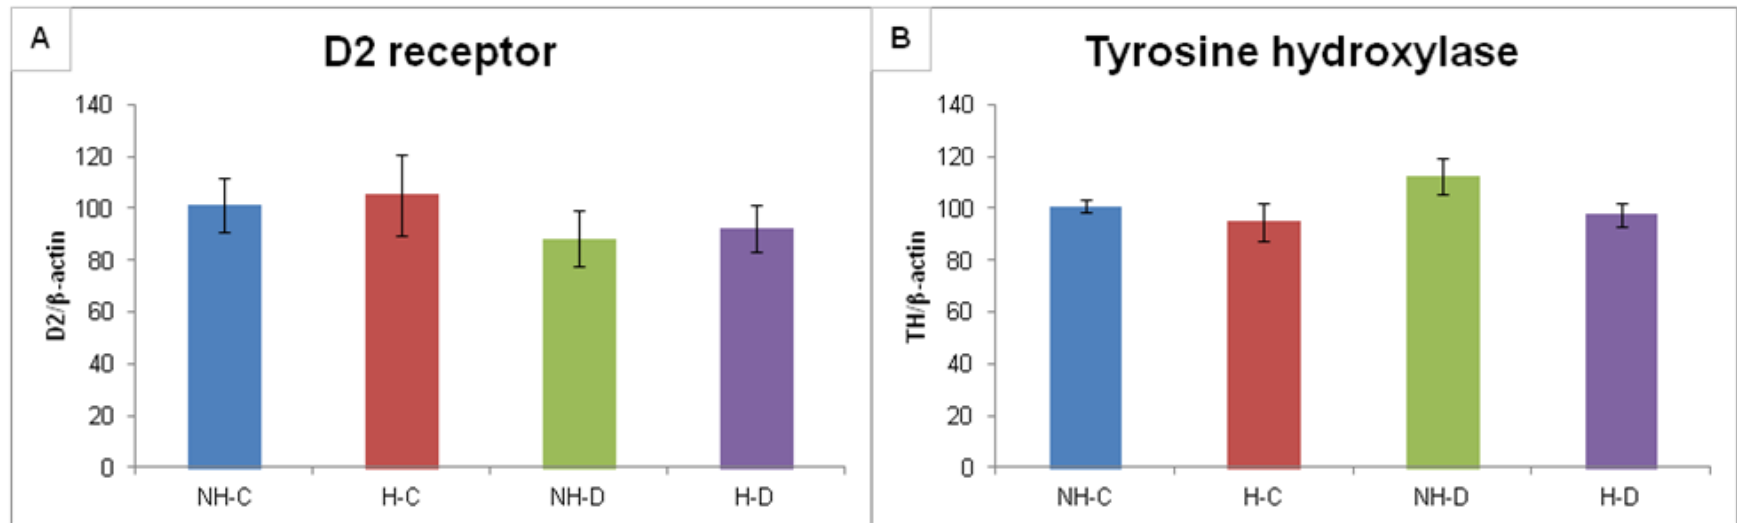 A
D2 receptor
140
120
100
80
60
40
20
0
D2/β-actin
NH-C H-C NH-D H-D
B
Tyrosine hydroxylase
140
120
100
80
60
40
20
0
TH/β-actin
NH-C H-C NH-D H-D